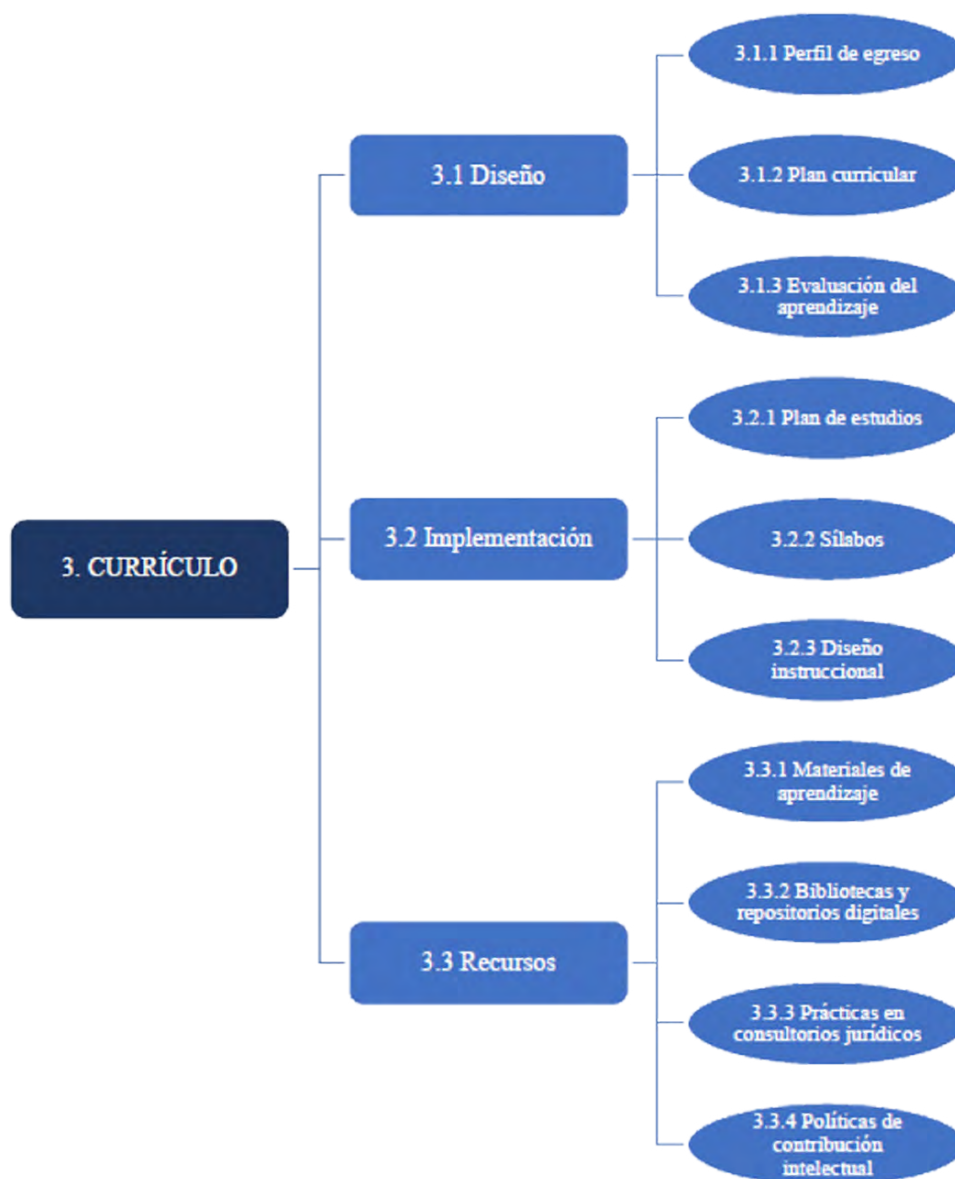 3. CURRÍCULO
3.1 Diseño
3.1.1 Perfil de egreso
3.1.2 Plan curricular
3.1.3 Evaluación del
aprendizaje
3.2 Implementación
3.2.1 Plan de estudios
3.2.2 Sílabos
3.2.3 Diseño
instruccional
3.3 Recursos
3.3.1 Materiales de
aprendizaje
3.3.2 Bibliotecas y
repositorios digitales
3.3.3 Prácticas en
consultorios jurídicos
3.3.4 Políticas de
contribución
intelectual